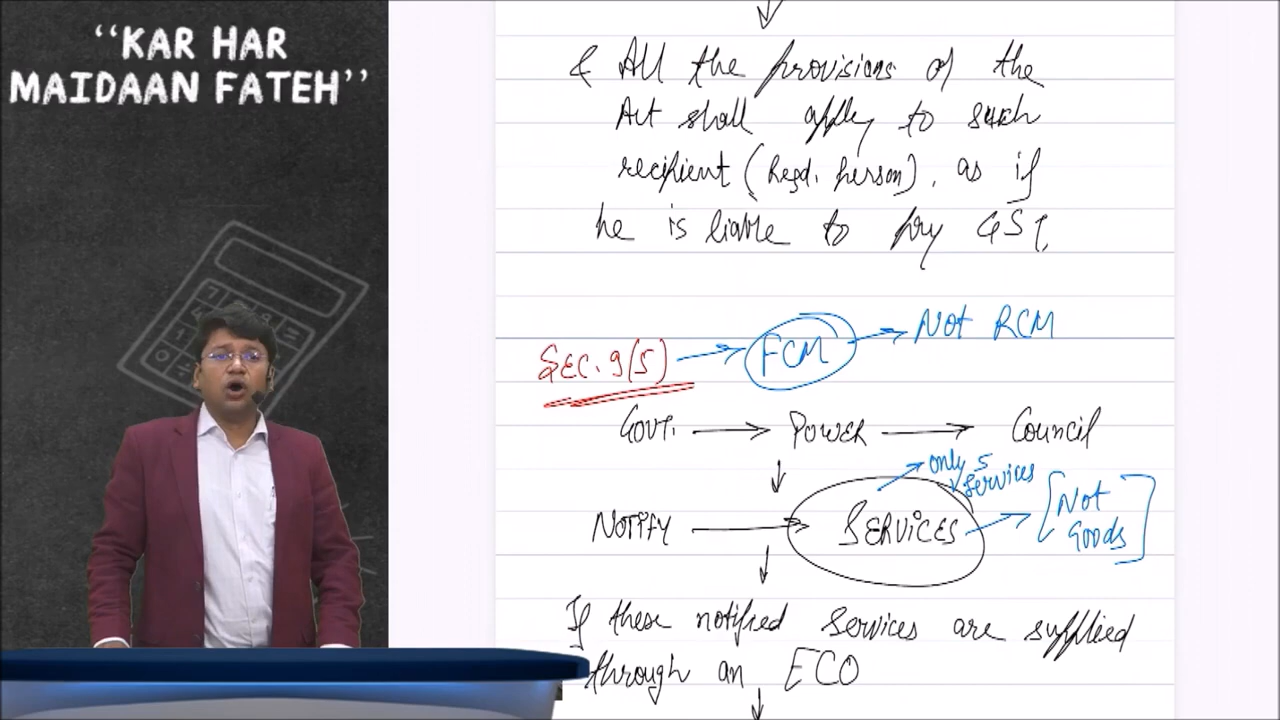 “KAR HAR
MAIDAAN FATEH”
& All the provisions of the
Act shall apply to such
recipient (Regd. person), as if
he is liable to pay GST.
SEC. 9(5) → FCM → Not RCM
GOVT. → POWER → Council
only 5
services
NOTIFY → SERVICES → [Not
Goods]
If these notified services are supplied
through an ECO